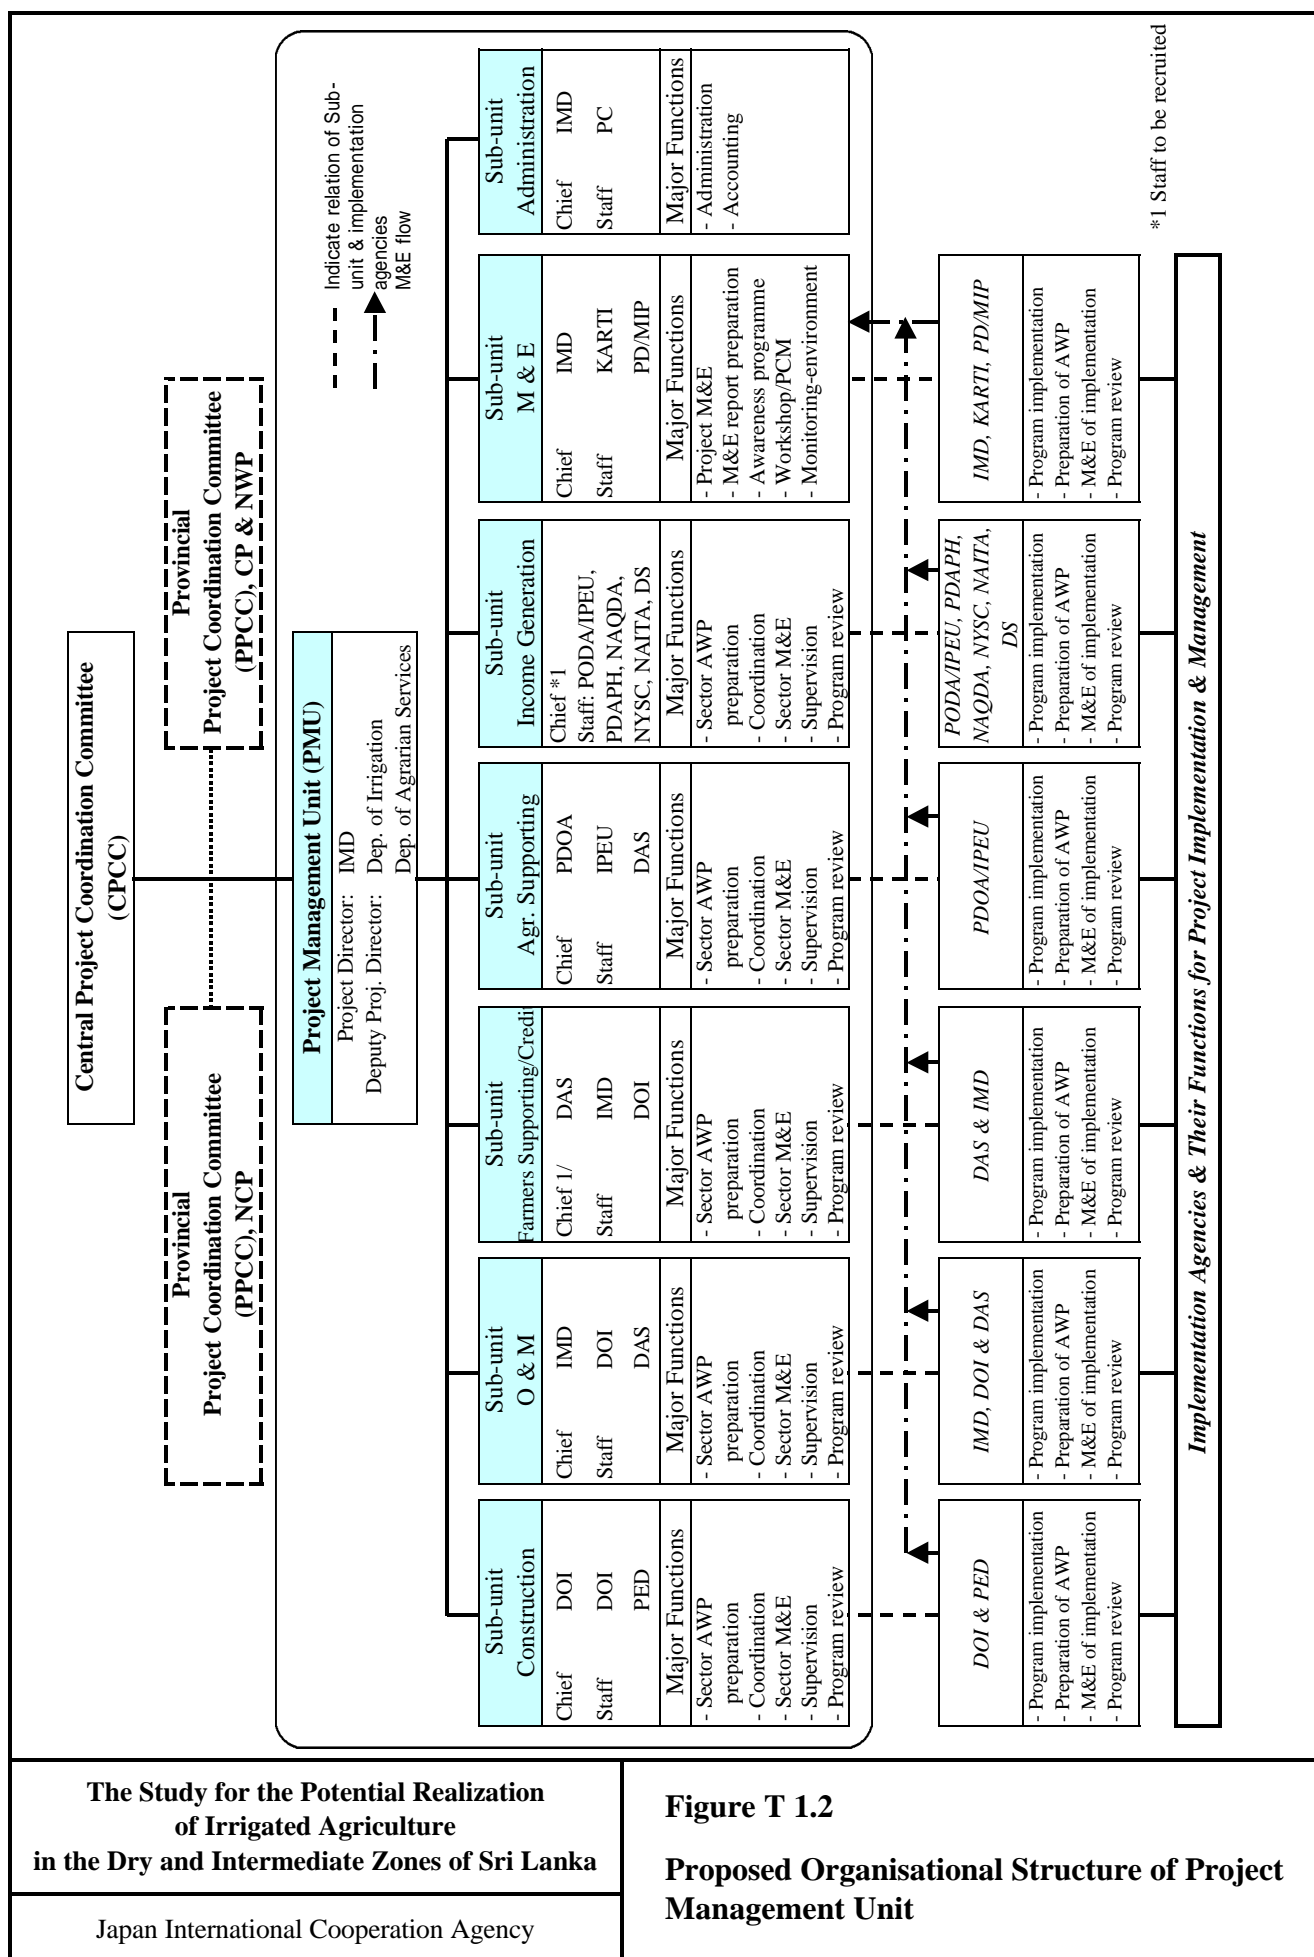 Central Project Coordination Committee
(CPCC)
Provincial
Project Coordination Committee
(PPCC), NCP
Provincial
Project Coordination Committee
(PPCC), CP & NWP
Project Management Unit (PMU)
Project Director: IMD
Deputy Proj. Director: Dep. of Irrigation
Dep. of Agrarian Services
Indicate relation of Sub-
unit & implementation
agencies
M&E flow
Sub-unit
Construction
Chief DOI
Staff DOI
PED
Major Functions
- Sector AWP
preparation
- Coordination
- Sector M&E
- Supervision
- Program review
Sub-unit
O & M
Chief IMD
Staff DOI
DAS
Major Functions
- Sector AWP
preparation
- Coordination
- Sector M&E
- Supervision
- Program review
Sub-unit
Farmers Supporting/Credi
Chief 1/ DAS
Staff IMD
DOI
Major Functions
- Sector AWP
preparation
- Coordination
- Sector M&E
- Supervision
- Program review
Sub-unit
Agr. Supporting
Chief PDOA
Staff IPEU
DAS
Major Functions
- Sector AWP
preparation
- Coordination
- Sector M&E
- Supervision
- Program review
Sub-unit
Income Generation
Chief *1
Staff: PODA/IPEU,
PDAPH, NAQDA,
NYSC, NAITA, DS
Major Functions
- Sector AWP
preparation
- Coordination
- Sector M&E
- Supervision
- Program review
Sub-unit
M & E
Chief IMD
Staff KARTI
PD/MIP
Major Functions
- Project M&E
- M&E report preparation
- Awareness programme
- Workshop/PCM
- Monitoring-environment
Sub-unit
Administration
Chief IMD
Staff PC
Major Functions
- Administration
- Accounting
DOI & PED
- Program implementation
- Preparation of AWP
- M&E of implementation
- Program review
IMD, DOI & DAS
- Program implementation
- Preparation of AWP
- M&E of implementation
- Program review
DAS & IMD
- Program implementation
- Preparation of AWP
- M&E of implementation
- Program review
PDOA/IPEU
- Program implementation
- Preparation of AWP
- M&E of implementation
- Program review
PODA/IPEU, PDAPH,
NAQDA, NYSC, NAITA,
DS
- Program implementation
- Preparation of AWP
- M&E of implementation
- Program review
IMD, KARTI, PD/MIP
- Program implementation
- Preparation of AWP
- M&E of implementation
- Program review
*1 Staff to be recruited
Implementation Agencies & Their Functions for Project Implementation & Management
The Study for the Potential Realization
of Irrigated Agriculture
in the Dry and Intermediate Zones of Sri Lanka
Japan International Cooperation Agency
Figure T 1.2
Proposed Organisational Structure of Project
Management Unit